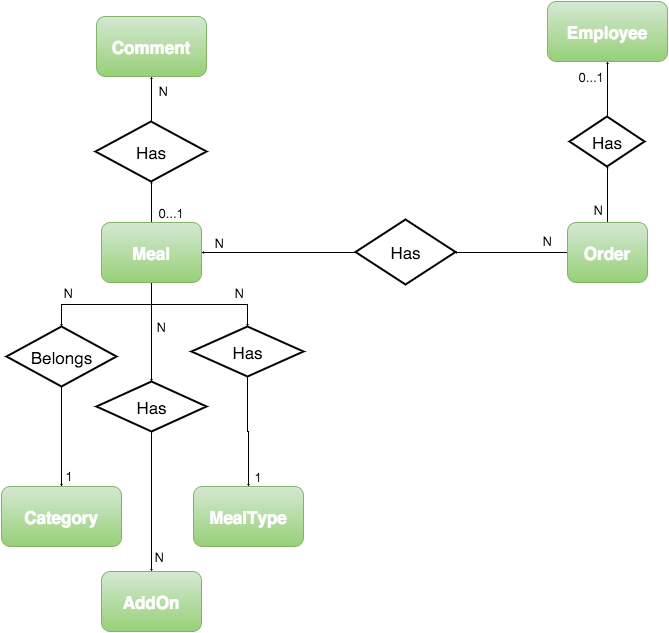 Employee
Comment
0...1
N
Has
Has
0...1
N
N
N
Meal
Has
Order
N
N
N
Belongs
Has
Has
1
1
Category
MealType
N
AddOn